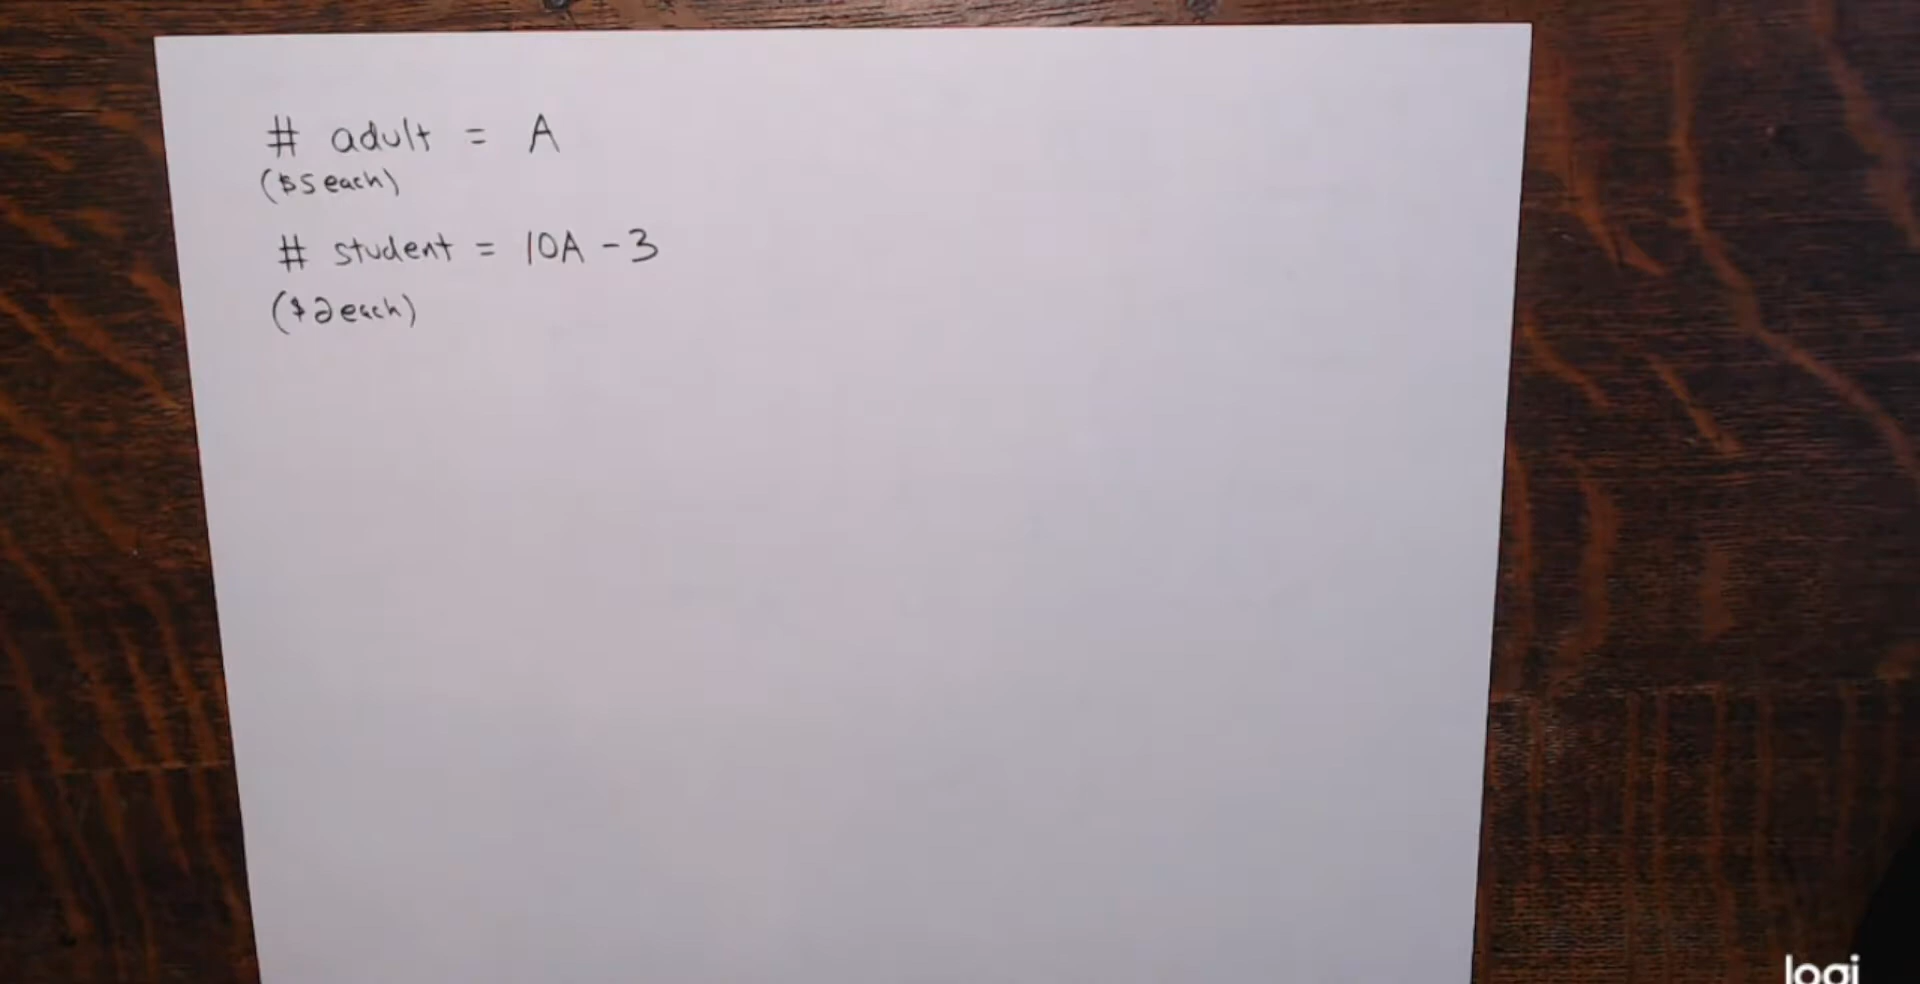 # adult = A
($5 each)
# student = 10A - 3
($2 each)
logi